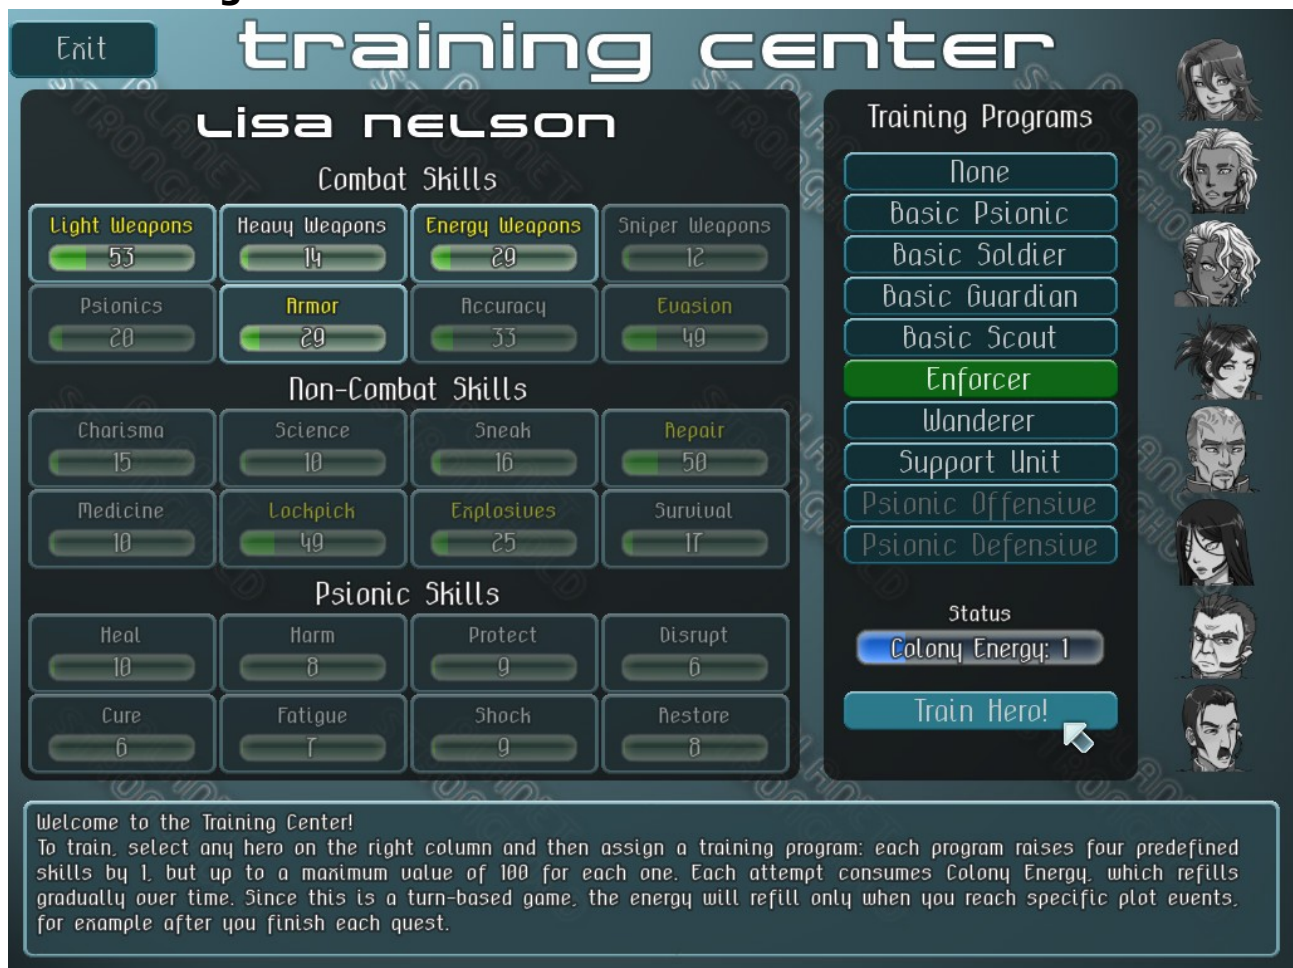 Exit
training center
Lisa Nelson
Combat Skills
Light Weapons
53
Heavy Weapons
14
Energy Weapons
29
Sniper Weapons
12
Psionics
20
Armor
29
Accuracy
33
Evasion
49
Non-Combat Skills
Charisma
15
Science
10
Sneak
16
Repair
50
Medicine
10
Lockpick
49
Explosives
25
Survival
17
Psionic Skills
Heal
10
Harm
8
Protect
9
Disrupt
6
Cure
6
Fatigue
7
Shock
9
Restore
8
Training Programs
None
Basic Psionic
Basic Soldier
Basic Guardian
Basic Scout
Enforcer
Wanderer
Support Unit
Psionic Offensive
Psionic Defensive
Status
Colony Energy: 1
Train Hero!
Welcome to the Training Center!
To train, select any hero on the right column and then assign a training program: each program raises four predefined
skills by 1, but up to a maximum value of 100 for each one. Each attempt consumes Colony Energy, which refills
gradually over time. Since this is a turn-based game, the energy will refill only when you reach specific plot events,
for example after you finish each quest.